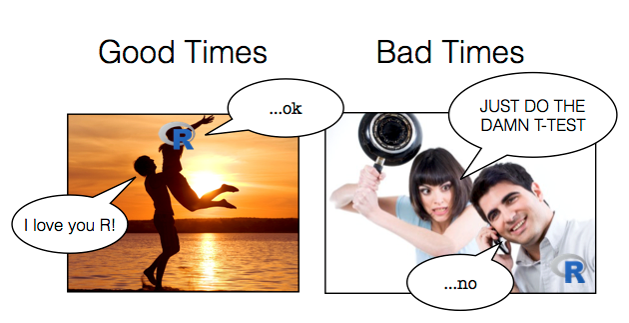 Good Times
Bad Times
...ok
JUST DO THE
DAMN T-TEST
R
I love you R!
...no
R